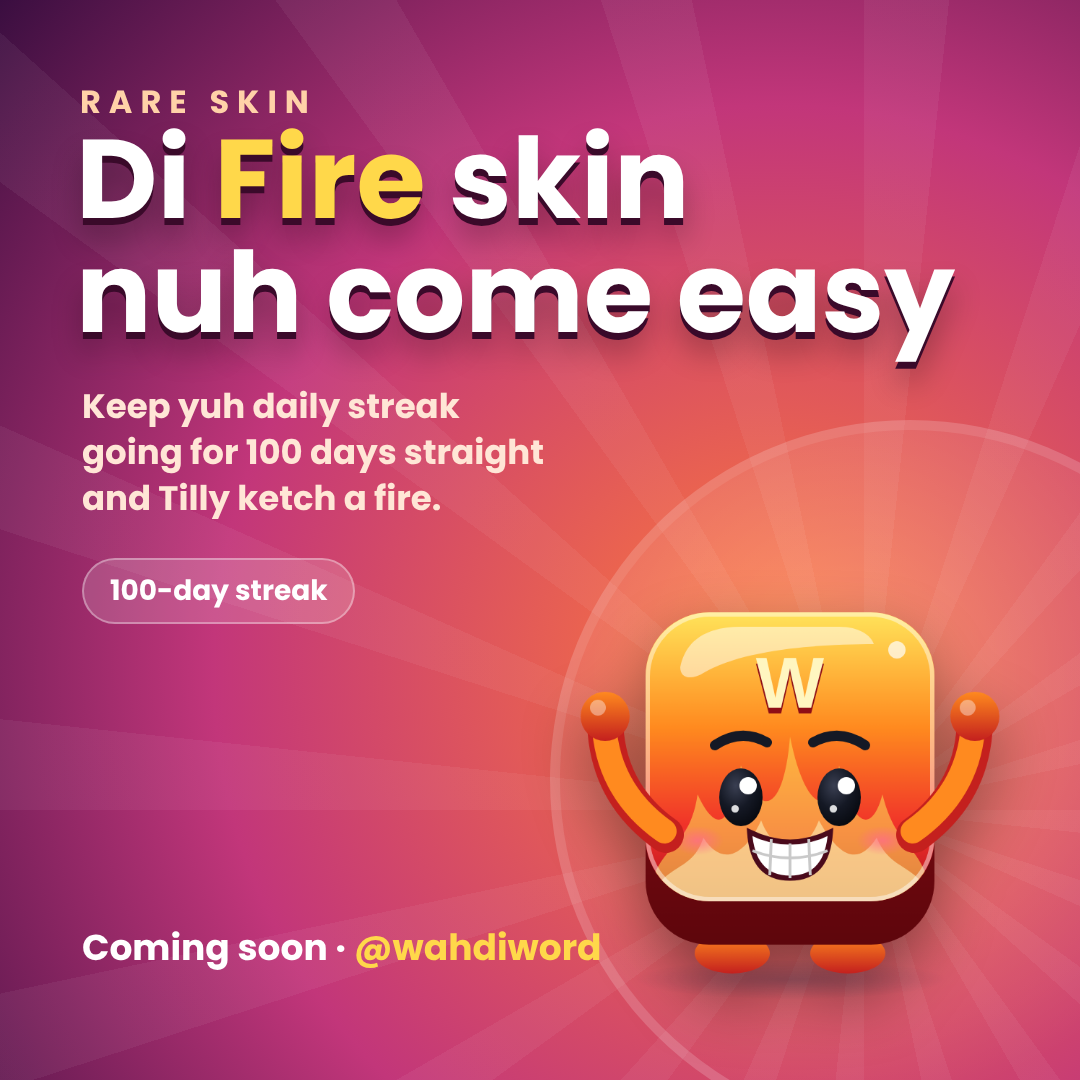 RARE SKIN
Di Fire skin
nuh come easy
Keep yuh daily streak
going for 100 days straight
and Tilly ketch a fire.
100-day streak
W
Coming soon · @wahdiword